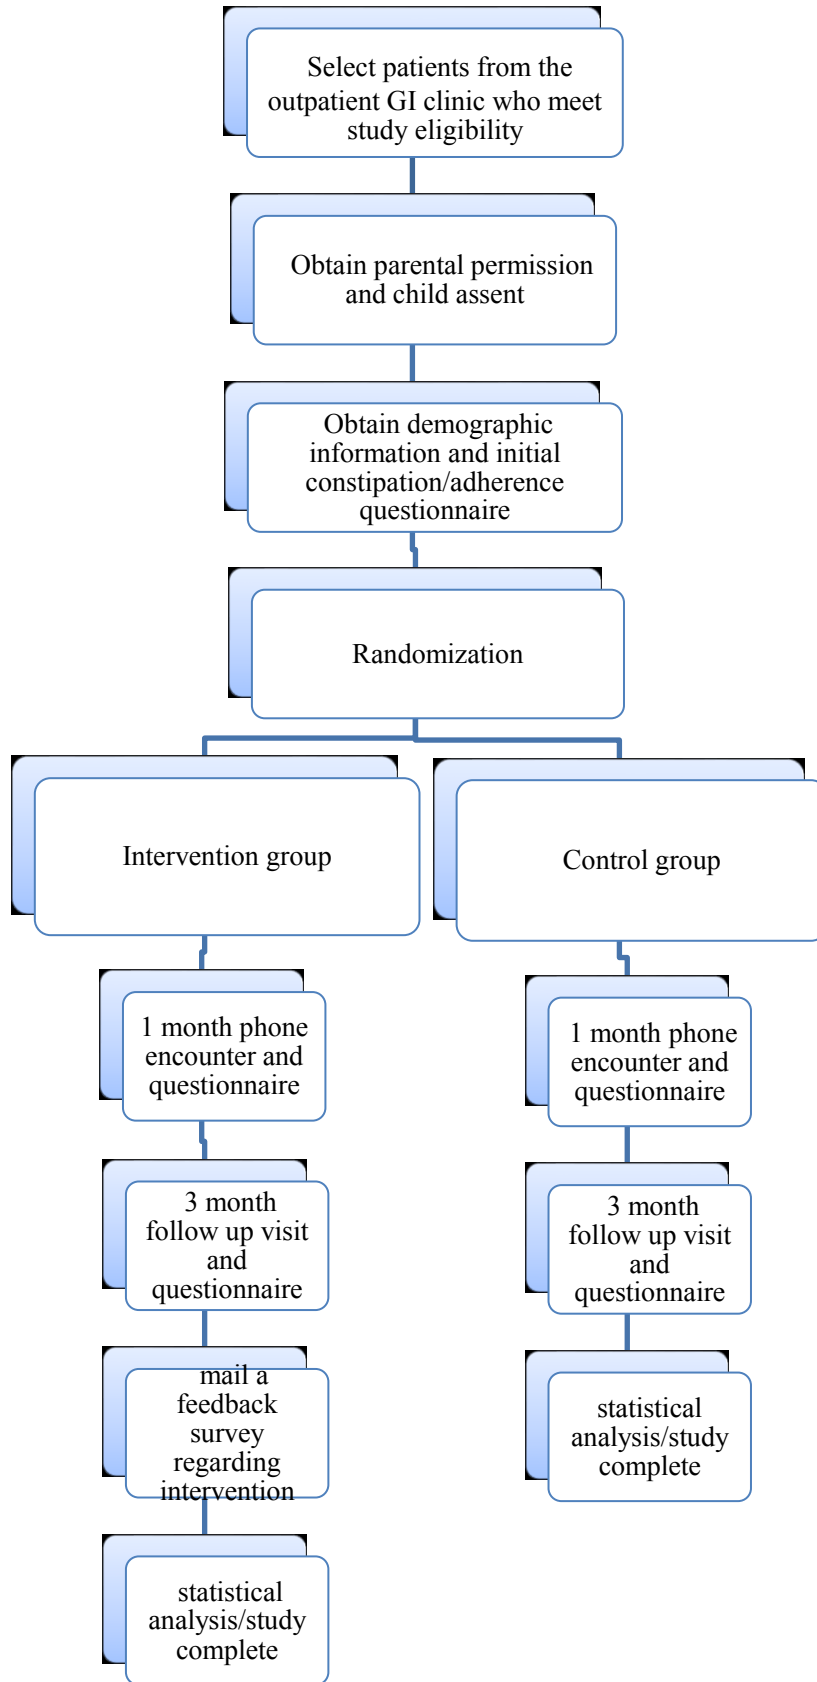 Select patients from the
outpatient GI clinic who meet
study eligibility
Obtain parental permission
and child assent
Obtain demographic
information and initial
constipation/adherence
questionnaire
Randomization
Intervention group
1 month phone
encounter and
questionnaire
3 month
follow up visit
and
questionnaire
mail a
feedback
survey
regarding
intervention
statistical
analysis/study
complete
Control group
1 month phone
encounter and
questionnaire
3 month
follow up visit
and
questionnaire
statistical
analysis/study
complete